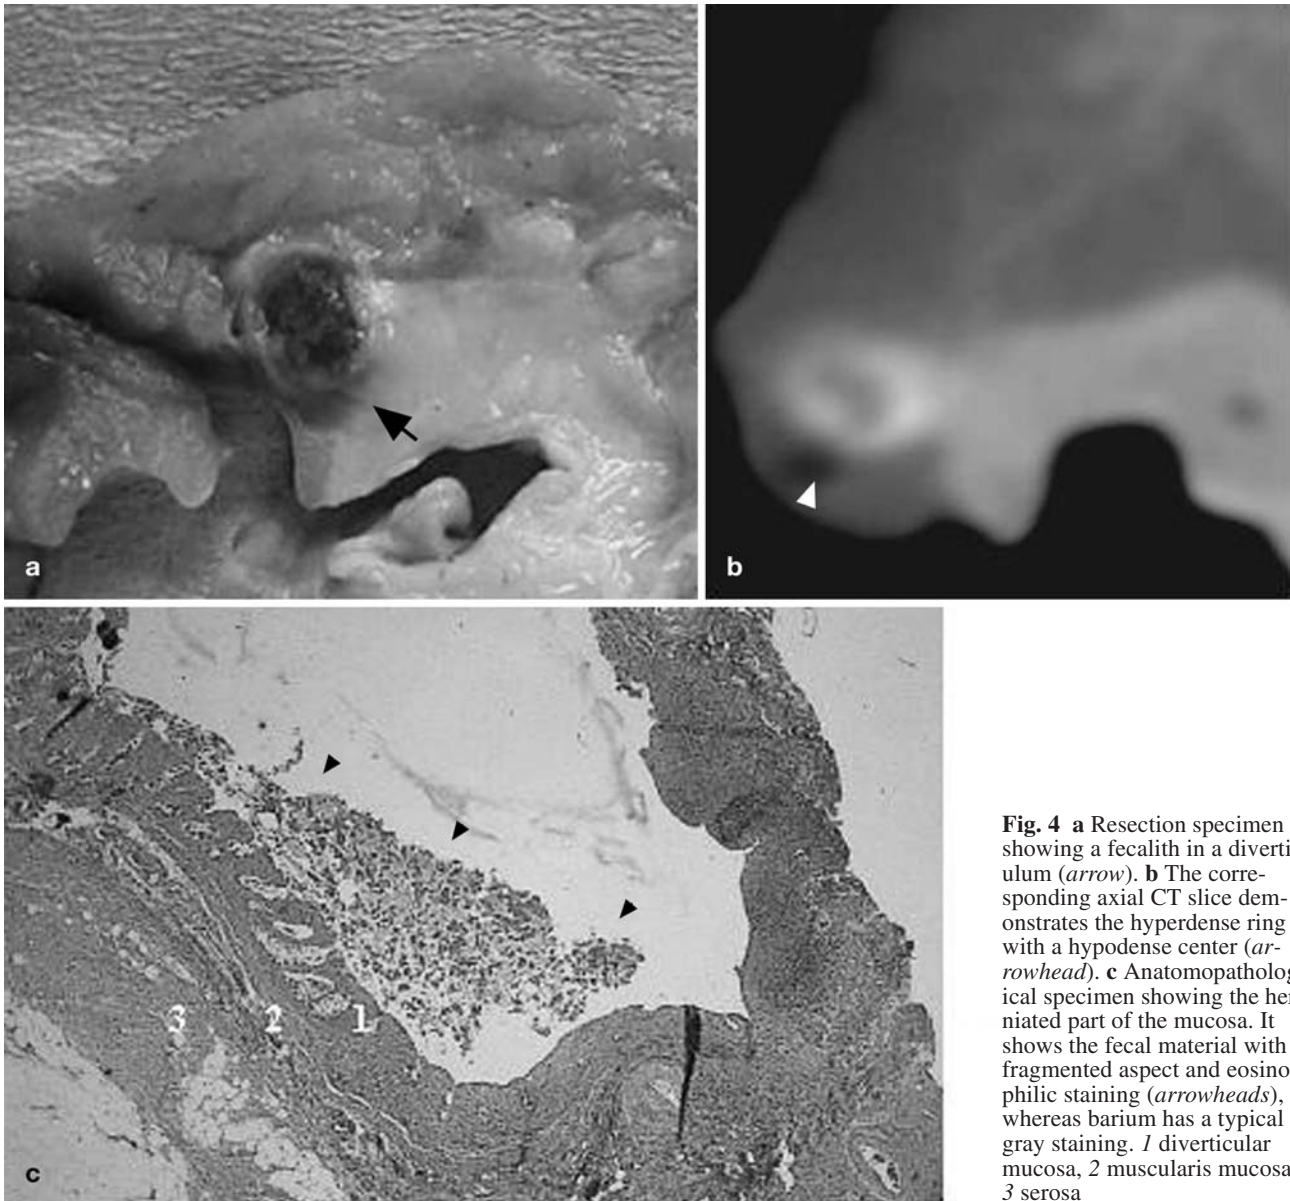 a
b
3 2 1
c
Fig. 4 a Resection specimen
showing a fecalith in a diverti
ulum (arrow). b The corre-
sponding axial CT slice dem-
onstrates the hyperdense ring
with a hypodense center (ar-
rowhead). c Anatomopatholog
ical specimen showing the her
niated part of the mucosa. It
shows the fecal material with
fragmented aspect and eosino
philic staining (arrowheads),
whereas barium has a typical
gray staining. 1 diverticular
mucosa, 2 muscularis mucosa
3 serosa